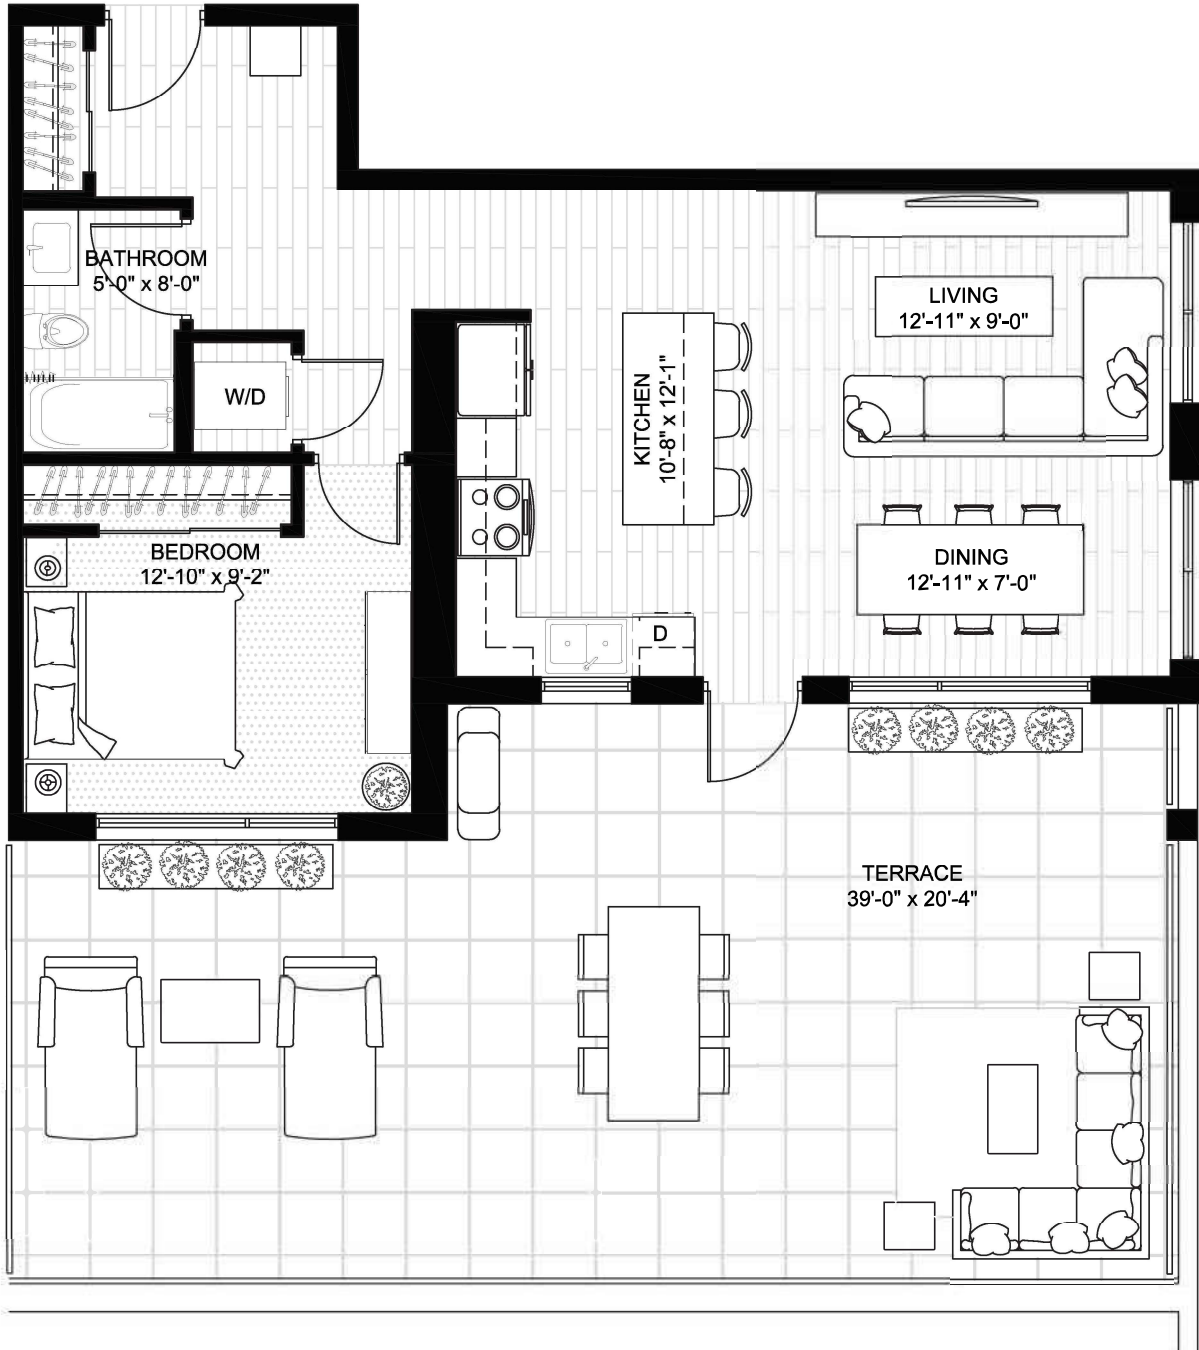 BATHROOM
5'-0" x 8'-0"
LIVING
12'-11" x 9'-0"
W/D
KITCHEN
10'-8" x 12'-1"
BEDROOM
12'-10" x 9'-2"
DINING
12'-11" x 7'-0"
D
TERRACE
39'-0" x 20'-4"